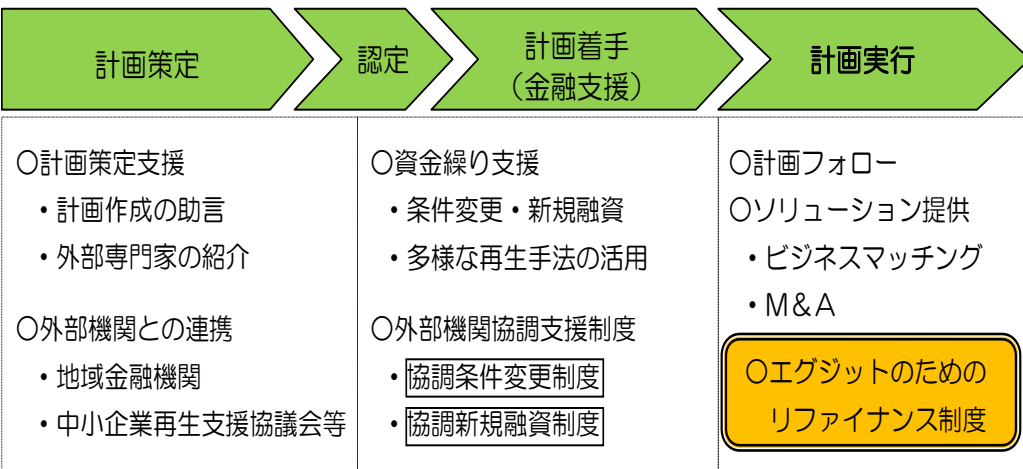 計画策定
認定
計画着手
（金融支援）
計画実行
〇計画策定支援
・計画作成の助言
・外部専門家の紹介
〇外部機関との連携
・地域金融機関
・中小企業再生支援協議会等
〇資金繰り支援
・条件変更・新規融資
・多様な再生手法の活用
〇外部機関協調支援制度
・協調条件変更制度
・協調新規融資制度
〇計画フォロー
〇ソリューション提供
・ビジネスマッチング
・M＆A
〇エグジットのための
リファイナンス制度